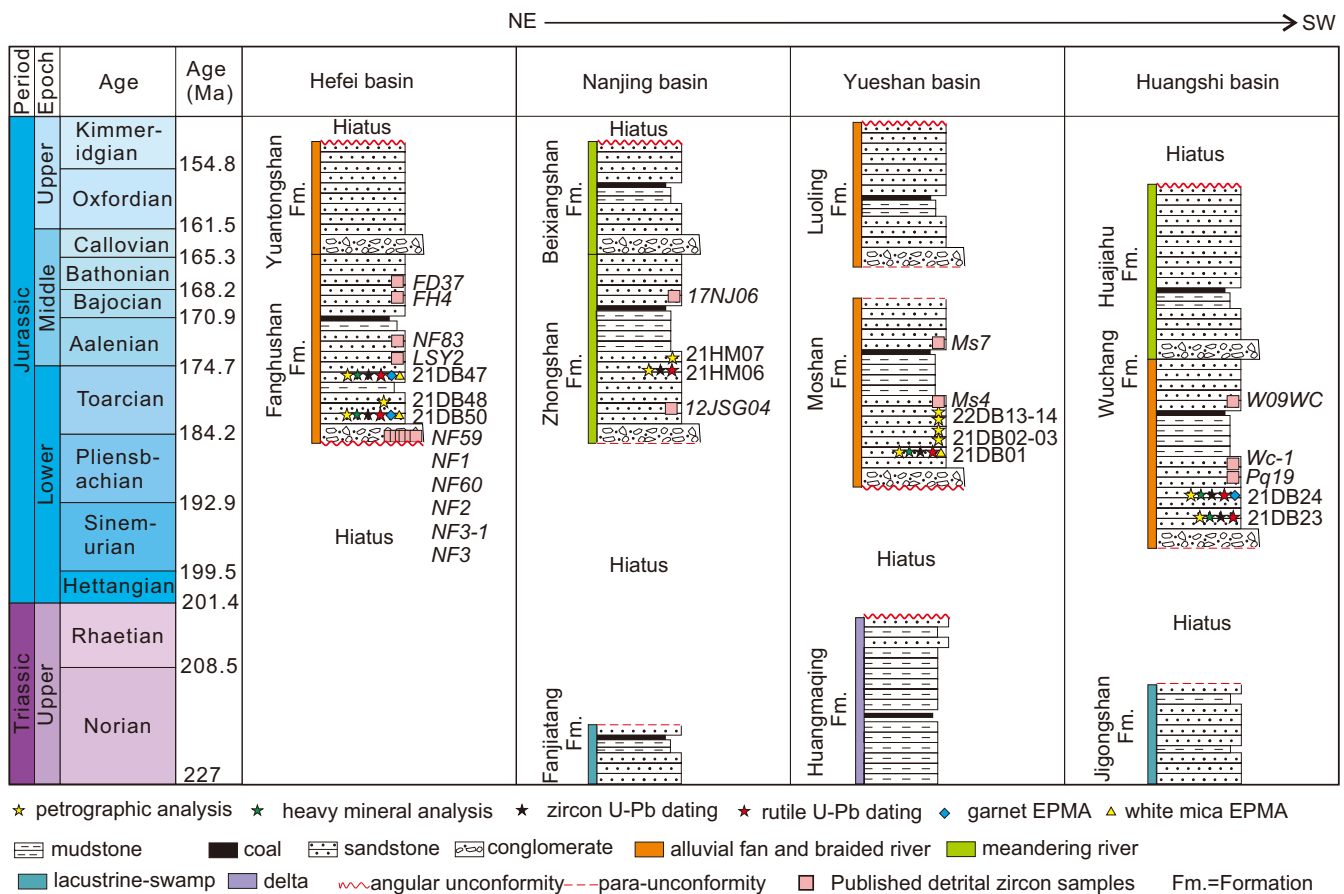 NE SW
Period
Epoch
Age
Age
(Ma)
Hefei basin
Nanjing basin
Yueshan basin
Huangshi basin
Jurassic
Triassic
Upper
Middle
Lower
Upper
Kimmer-
idgian
Oxfordian
Callovian
Bathonian
Bajocian
Aalenian
Toarcian
Pliensb-
achian
Sinem-
urian
Hettangian
Rhaetian
Norian
154.8
161.5
165.3
168.2
170.9
174.7
184.2
192.9
199.5
201.4
208.5
227
Hiatus
Yuantongshan
Fm.
Fanghushan
Fm.
FD37
FH4
NF83
LSY2
21DB47
21DB48
21DB50
NF59
NF1
NF60
NF2
NF3-1
NF3
Hiatus
Hiatus
Beixiangshan
Fm.
Zhongshan
Fm.
17NJ06
21HM07
21HM06
12JSG04
Hiatus
Fanjiatang
Fm.
Luoling
Fm.
Moshan
Fm.
Ms7
Ms4
22DB13-14
21DB02-03
21DB01
Hiatus
Huangmaqing
Fm.
Hiatus
Huajiahu
Fm.
Wuchang
Fm.
W09WC
Wc-1
Pq19
21DB24
21DB23
Hiatus
Jigongshan
Fm.
petrographic analysis heavy mineral analysis zircon U-Pb dating rutile U-Pb dating garnet EPMA white mica EPMA
mudstone coal sandstone conglomerate alluvial fan and braided river meandering river
lacustrine-swamp delta angular unconformity para-unconformity Published detrital zircon samples Fm.=Formation